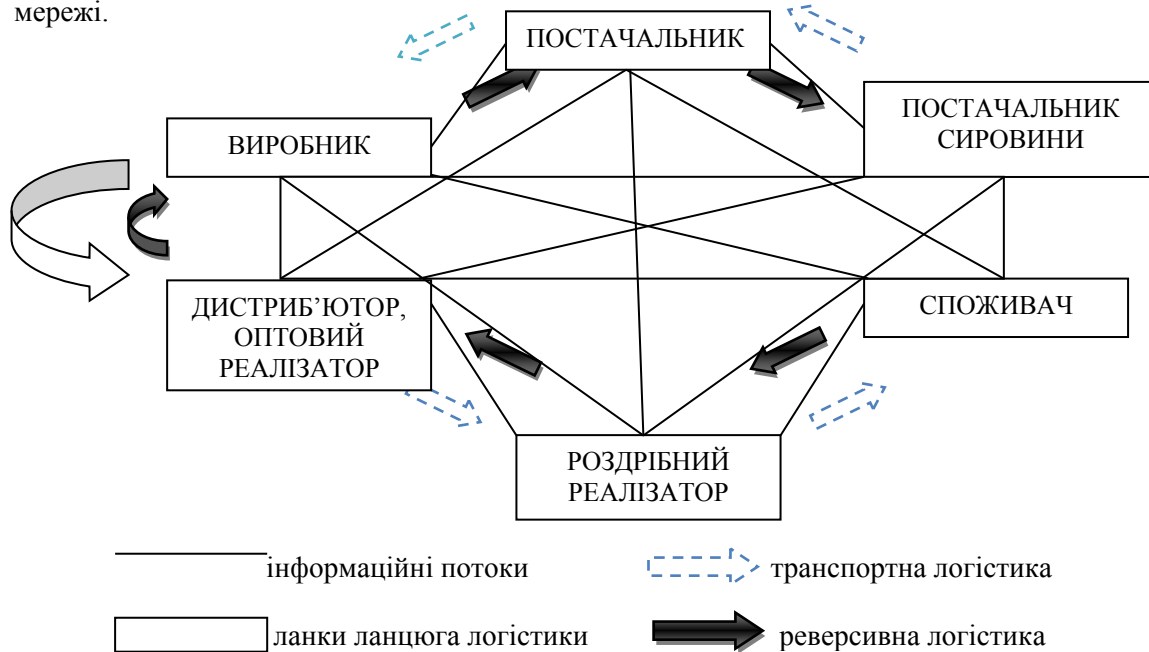 мережі.
ПОСТАЧАЛЬНИК
ПОСТАЧАЛЬНИК
СИРОВИНИ
ВИРОБНИК
ДИСТРИБ’ЮТОР,
ОПТОВИЙ
РЕАЛІЗАТОР
СПОЖИВАЧ
РОЗДРІБНИЙ
РЕАЛІЗАТОР
інформаційні потоки
транспортна логістика
ланки ланцюга логістики
реверсивна логістика